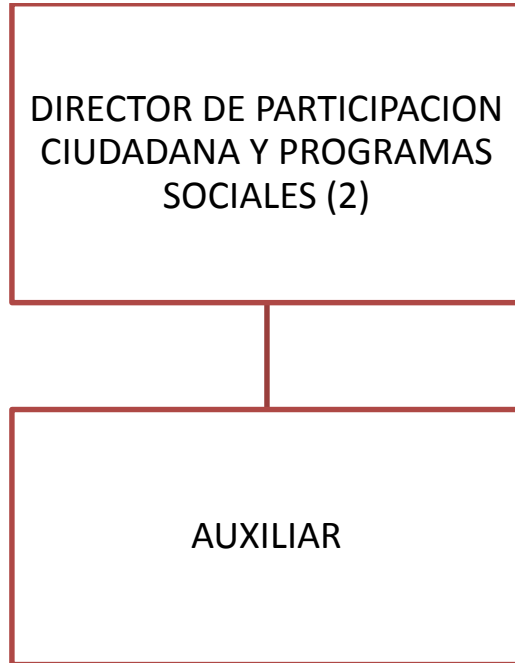 DIRECTOR DE PARTICIPACION
CIUDADANA Y PROGRAMAS
SOCIALES (2)
AUXILIAR